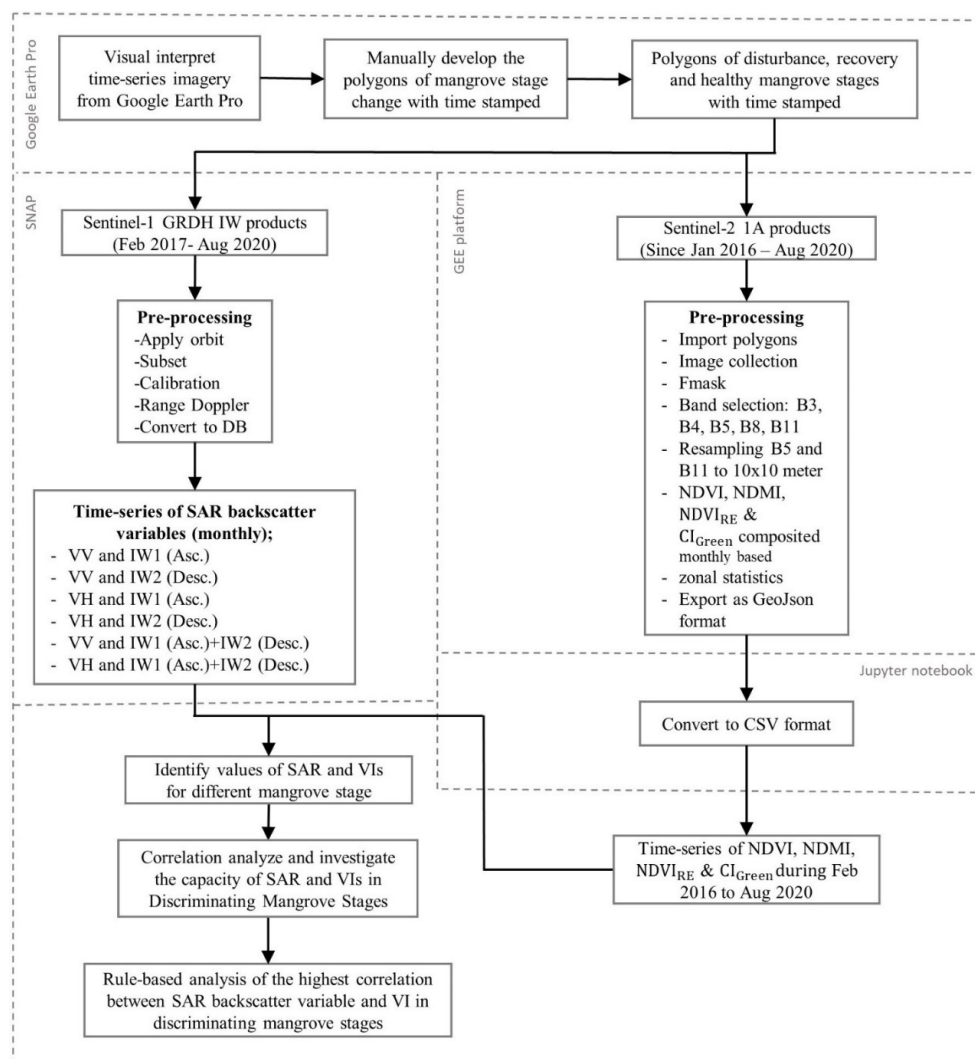 Google Earth Pro
Visual interpret
time-series imagery
from Google Earth Pro
Manually develop the
polygons of mangrove stage
change with time stamped
Polygons of disturbance, recovery
and healthy mangrove stages
with time stamped
SNAP
Sentinel-1 GRDH IW products
(Feb 2017- Aug 2020)
Pre-processing
-Apply orbit
-Subset
-Calibration
-Range Doppler
-Convert to DB
Time-series of SAR backscatter
variables (monthly);
- VV and IW1 (Asc.)
- VV and IW2 (Desc.)
- VH and IW1 (Asc.)
- VH and IW2 (Desc.)
- VV and IW1 (Asc.)+IW2 (Desc.)
- VH and IW1 (Asc.)+IW2 (Desc.)
GEE platform
Sentinel-2 1A products
(Since Jan 2016 – Aug 2020)
Pre-processing
- Import polygons
- Image collection
- Fmask
- Band selection: B3,
B4, B5, B8, B11
- Resampling B5 and
B11 to 10x10 meter
- NDVI, NDMI,
NDVIRE &
CIGreen composited
monthly based
- zonal statistics
- Export as GeoJson
format
Jupyter notebook
Convert to CSV format
Time-series of NDVI, NDMI,
NDVIRE & CIGreen during Feb
2016 to Aug 2020
Identify values of SAR and VIs
for different mangrove stage
Correlation analyze and investigate
the capacity of SAR and VIs in
Discriminating Mangrove Stages
Rule-based analysis of the highest correlation
between SAR backscatter variable and VI in
discriminating mangrove stages